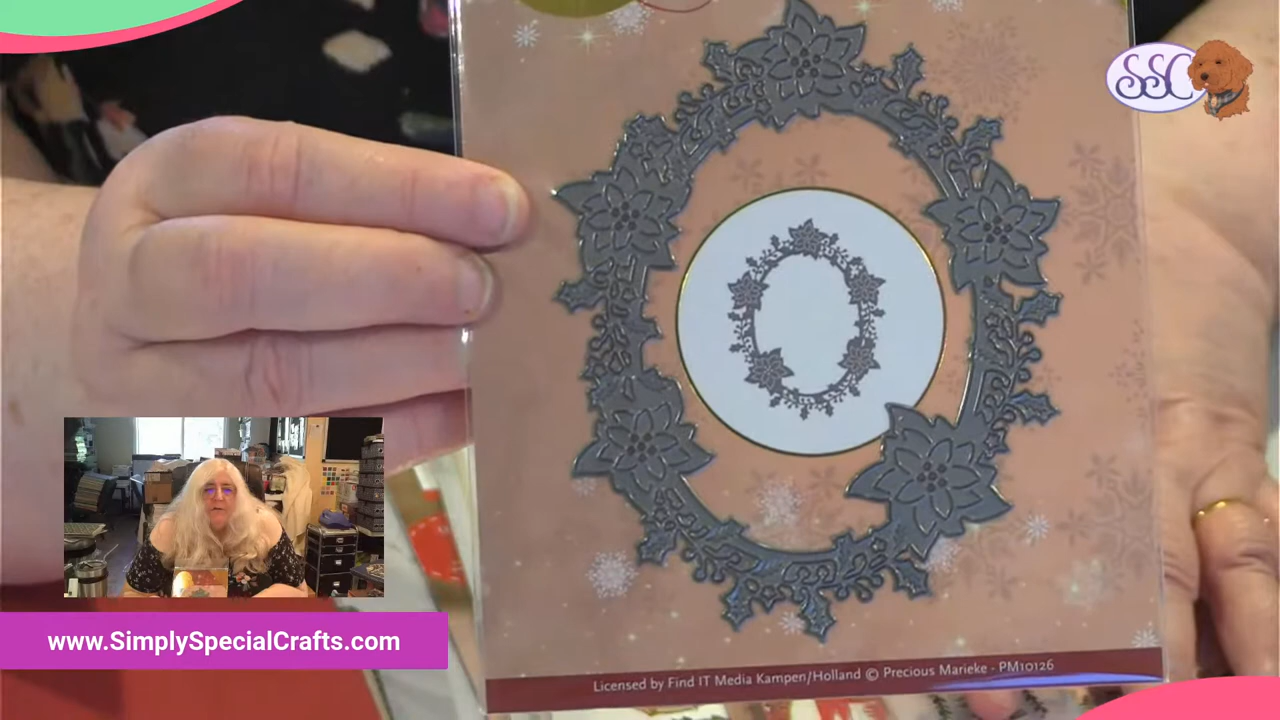 SSC
www.SimplySpecialCrafts.com
Licensed by Find IT Media Kampen/Holland © Precious Marieke - PM10126